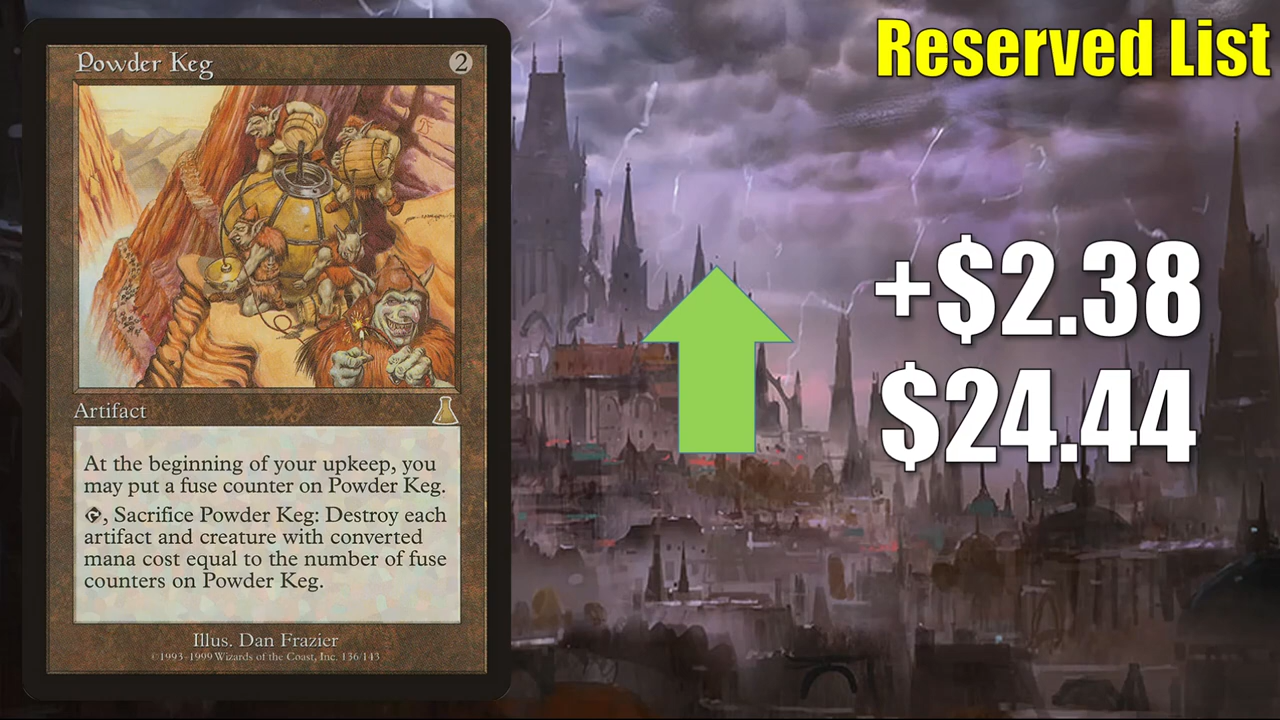 Powder Keg
2
Artifact
At the beginning of your upkeep, you
may put a fuse counter on Powder Keg.
, Sacrifice Powder Keg: Destroy each
artifact and creature with converted
mana cost equal to the number of fuse
counters on Powder Keg.
Illus. Dan Frazier
©1993-1999 Wizards of the Coast, Inc. 136/143
Reserved List
+$2.38
$24.44